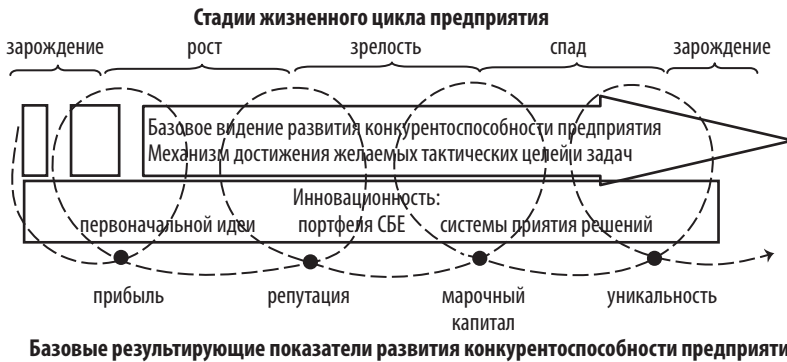 Стадии жизненного цикла предприятия
зарождение рост зрелость спад зарождение
Базовое видение развития конкурентоспособности предприятия
Механизм достижения желаемых тактических целей и задач
Инновационность:
первоначальной идеи портфеля СБЕ системы приятия решений
прибыль репутация марочный уникальность
капитал
Базовые результирующие показатели развития конкурентоспособности предприяти